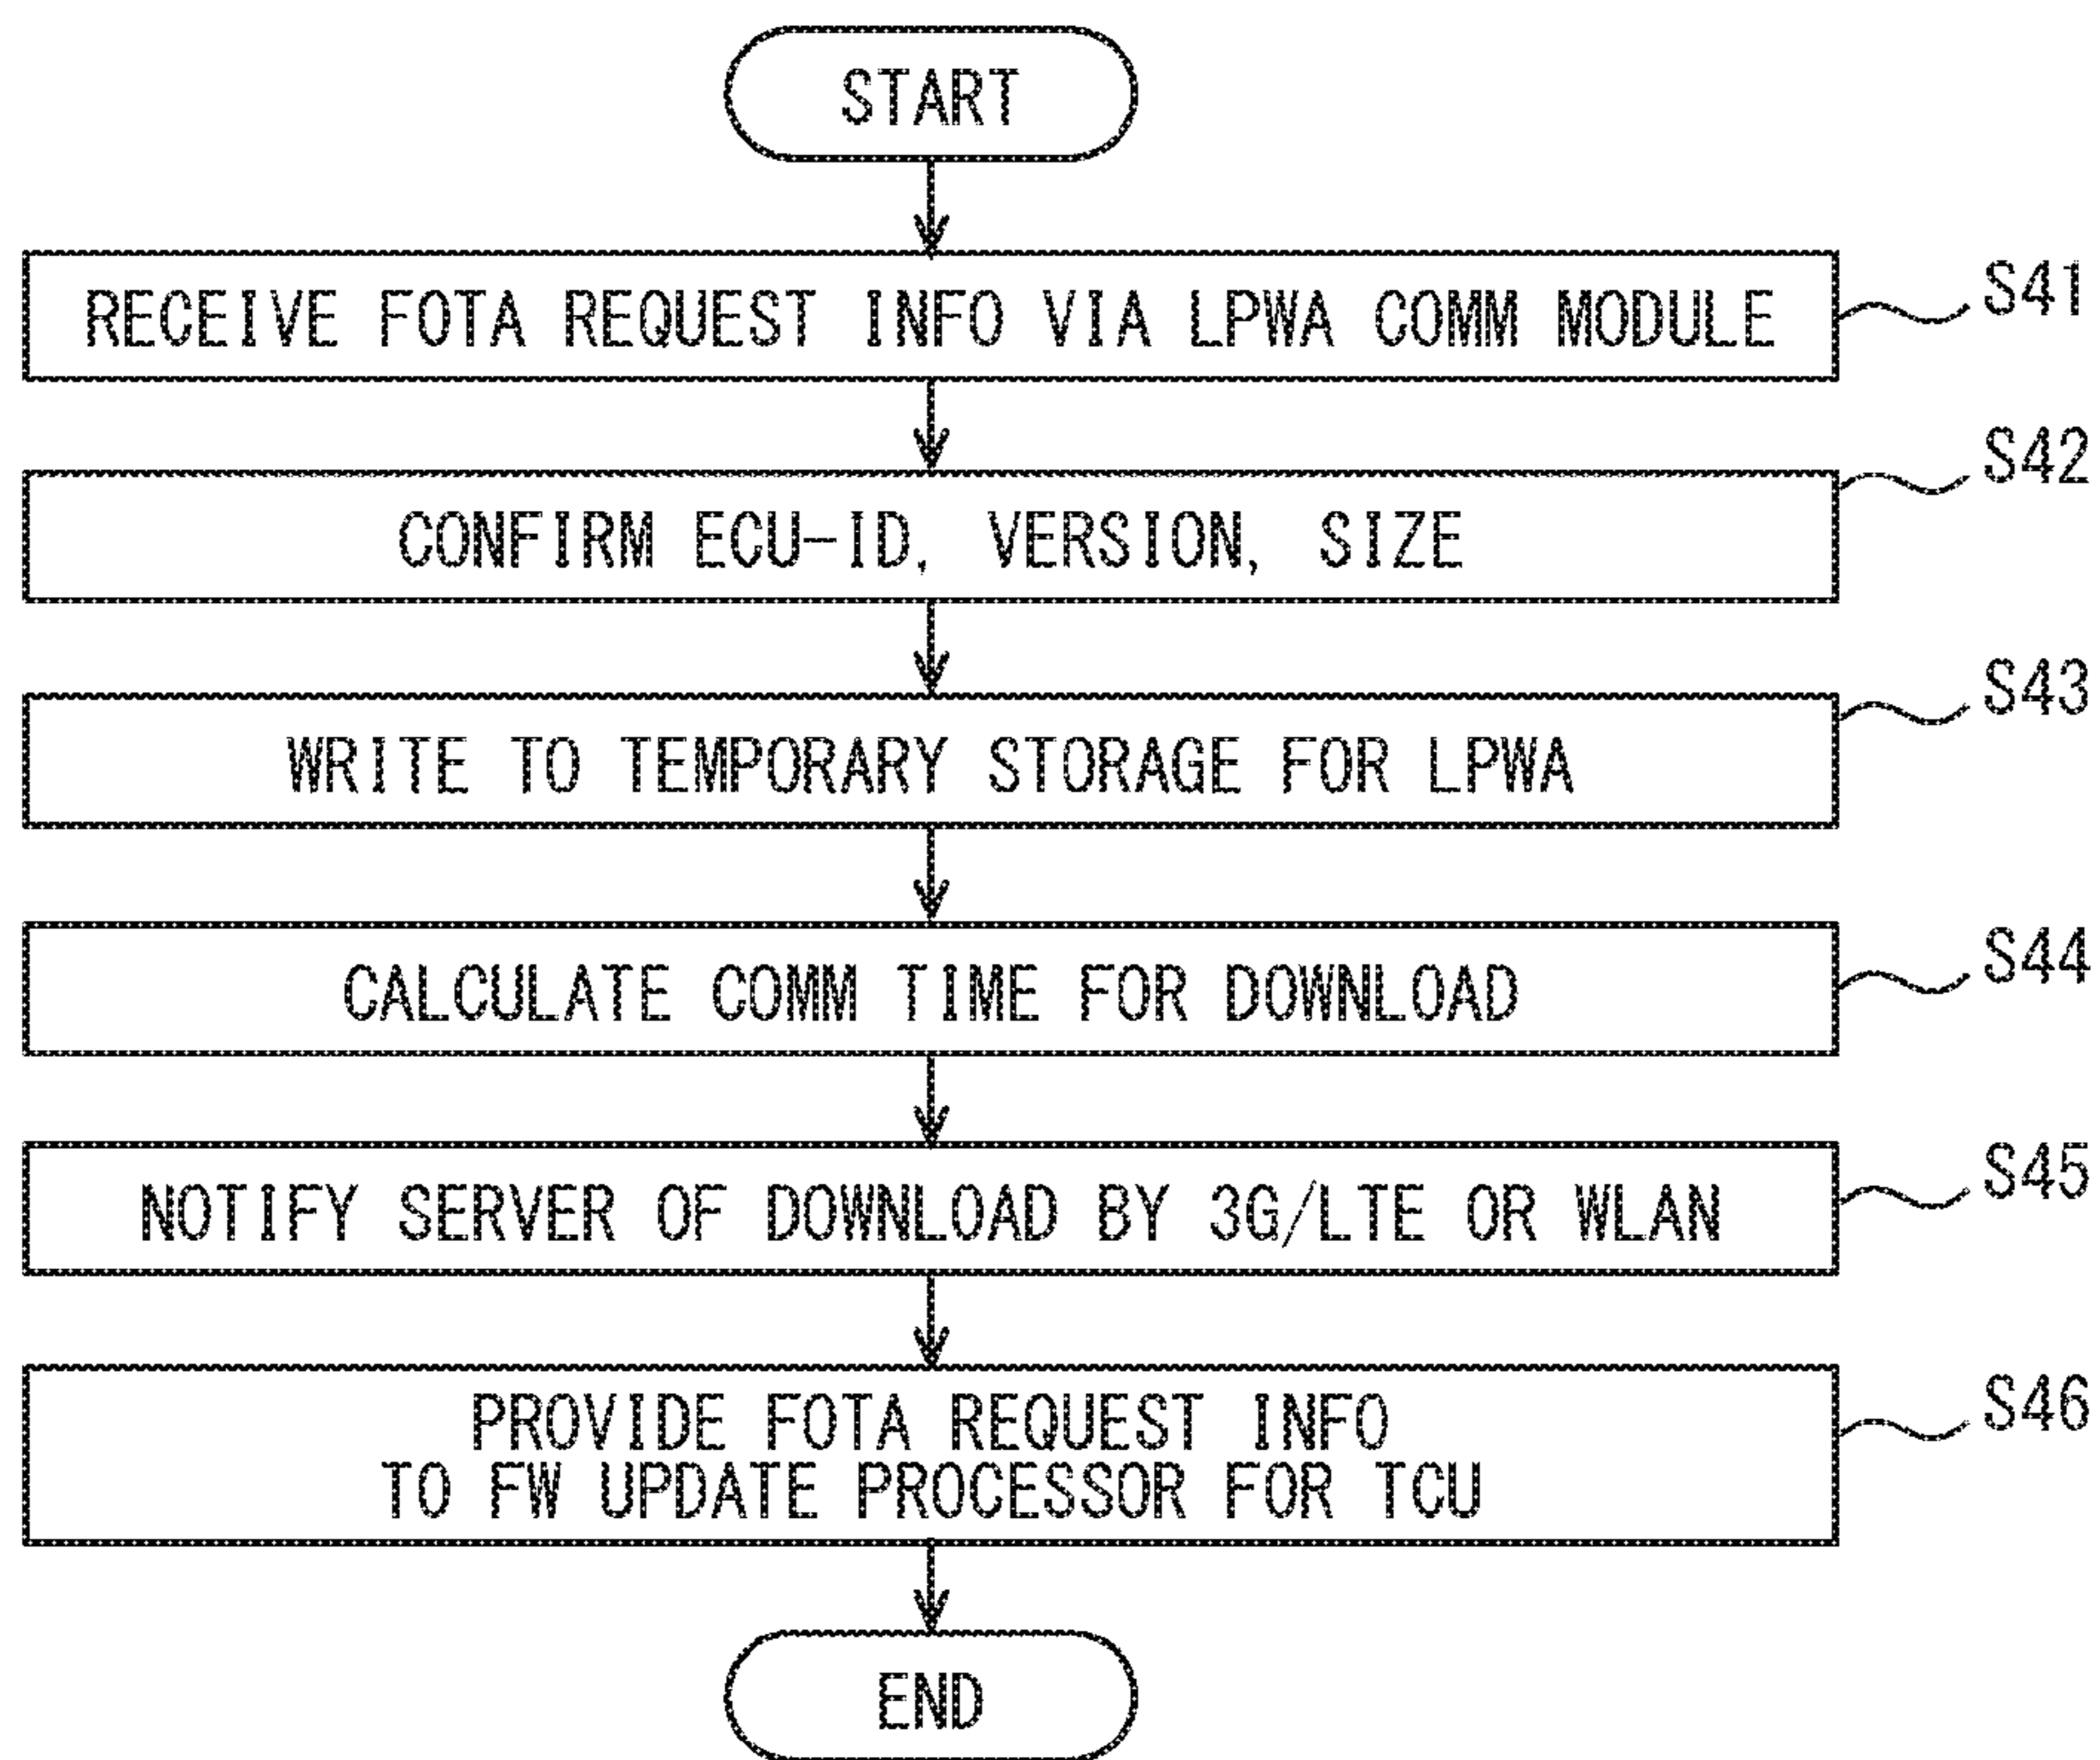 START
RECEIVE FOTA REQUEST INFO VIA LPWA COMM MODULE
S41
CONFIRM ECU-ID, VERSION, SIZE
S42
WRITE TO TEMPORARY STORAGE FOR LPWA
S43
CALCULATE COMM TIME FOR DOWNLOAD
S44
NOTIFY SERVER OF DOWNLOAD BY 3G/LTE OR WLAN
S45
PROVIDE FOTA REQUEST INFO
TO FW UPDATE PROCESSOR FOR TCU
S46
END